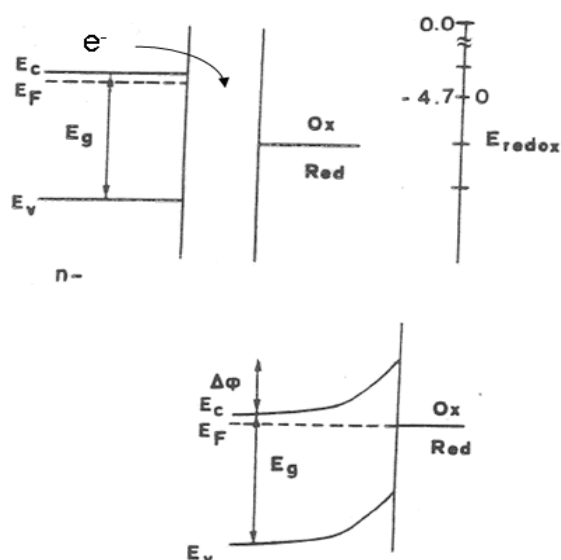 e-
0.0
Ec
EF
Eg
Ev
Ox
Red
- 4.7
0
Eredox
n-
Δφ
Ec
EF
Eg
Ox
Red
Ev